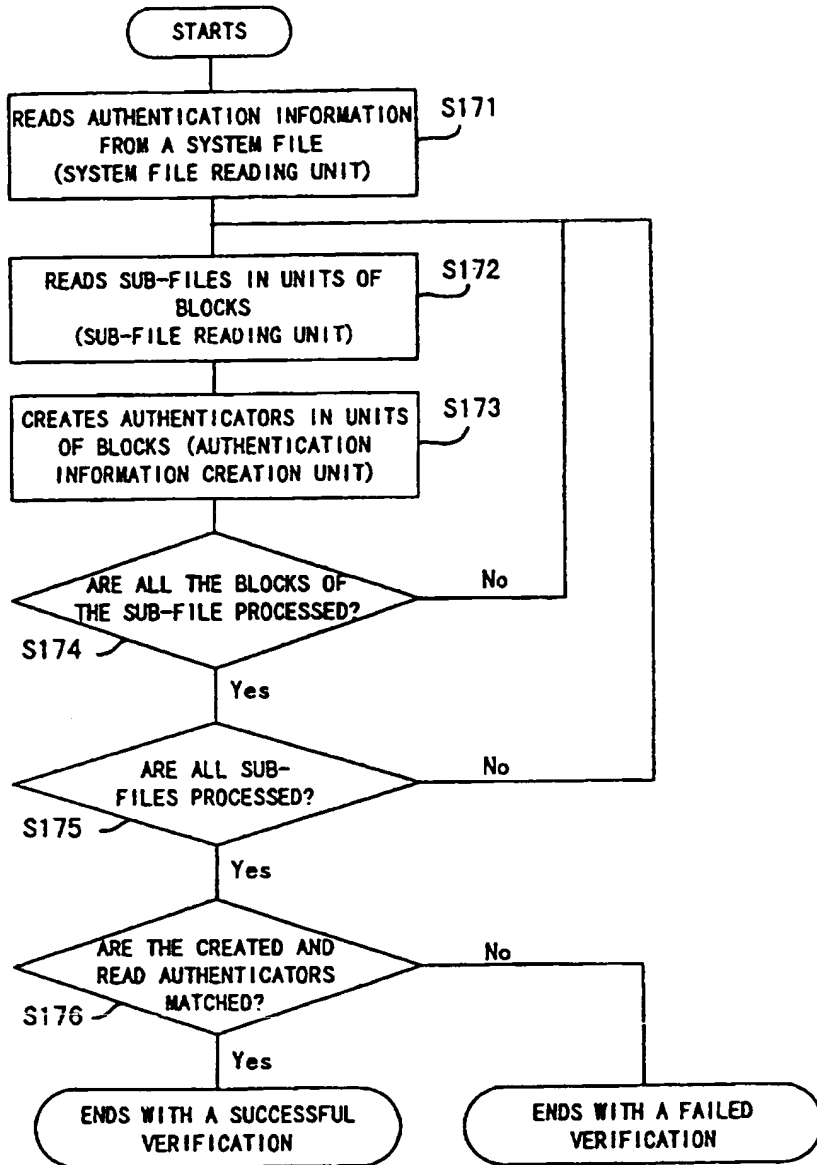 STARTS
READS AUTHENTICATION INFORMATION
FROM A SYSTEM FILE
(SYSTEM FILE READING UNIT)
S171
READS SUB-FILES IN UNITS OF
BLOCKS
(SUB-FILE READING UNIT)
S172
CREATES AUTHENTICATORS IN UNITS
OF BLOCKS (AUTHENTICATION
INFORMATION CREATION UNIT)
S173
ARE ALL THE BLOCKS OF
THE SUB-FILE PROCESSED?
No
S174
Yes
ARE ALL SUB-
FILES PROCESSED?
No
S175
Yes
ARE THE CREATED AND
READ AUTHENTICATORS
MATCHED?
No
S176
Yes
ENDS WITH A SUCCESSFUL
VERIFICATION
ENDS WITH A FAILED
VERIFICATION